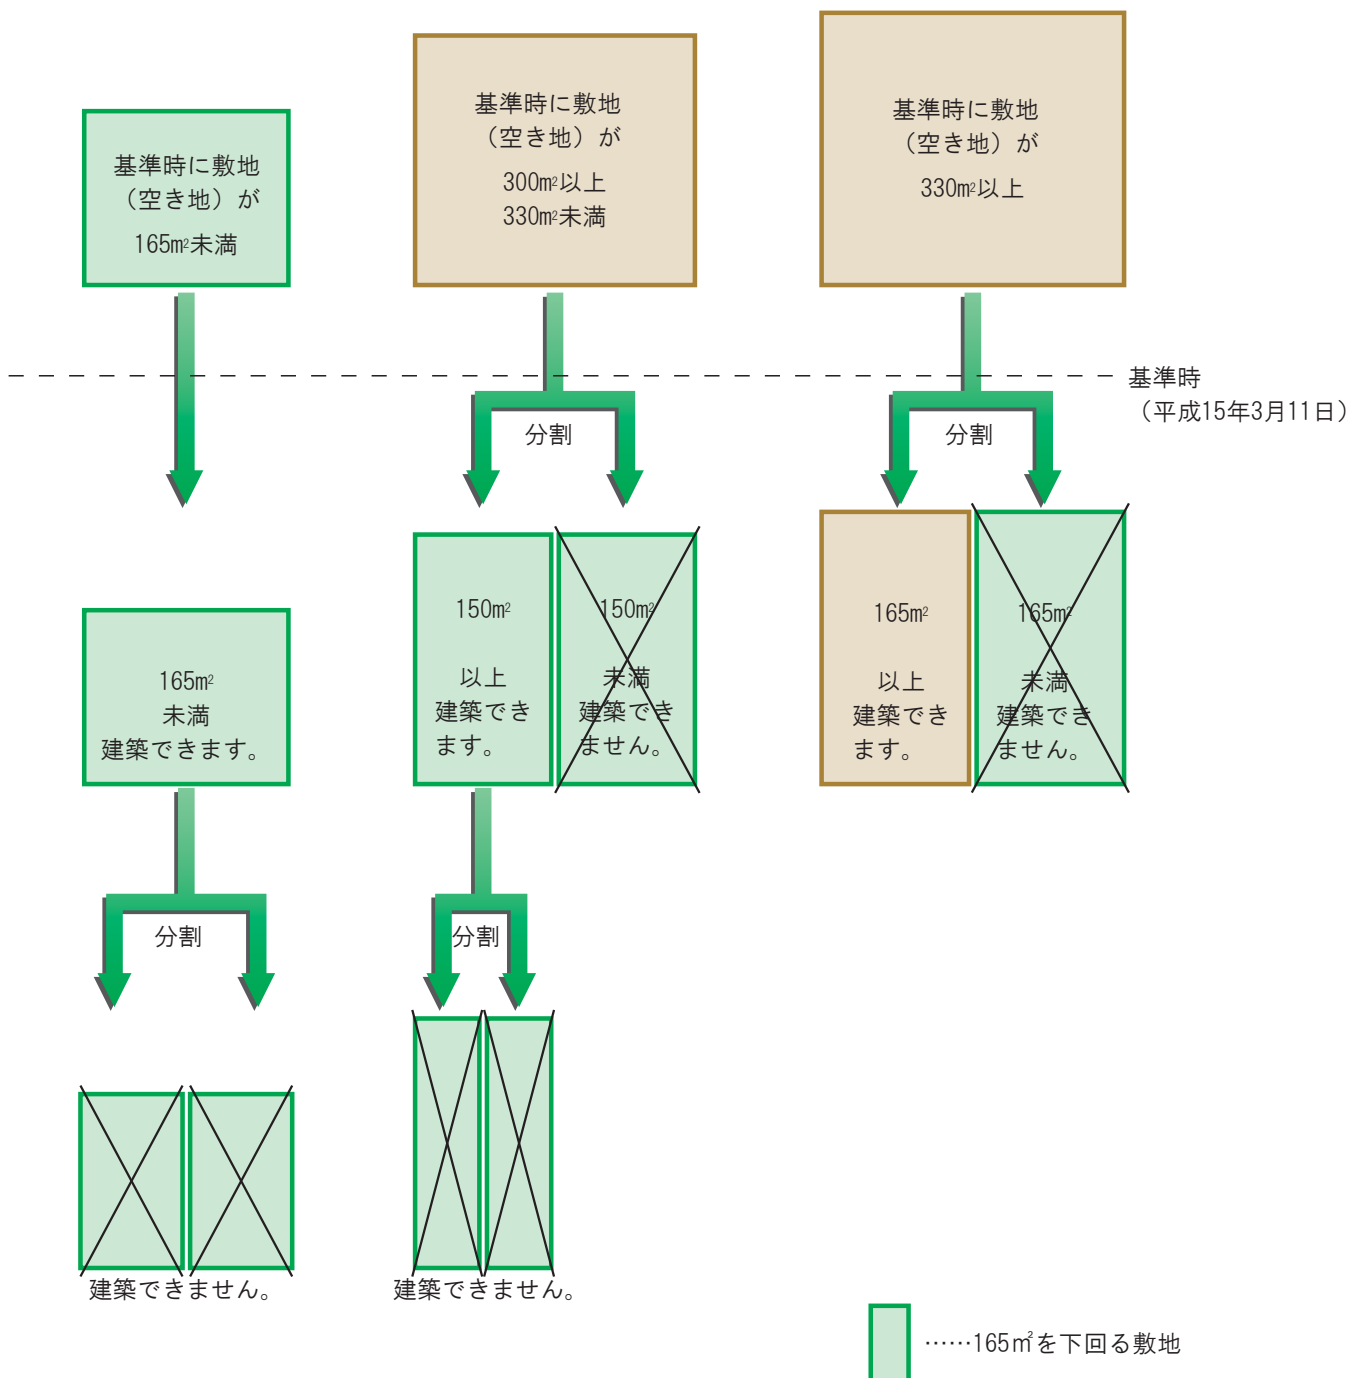 基準時に敷地
（空き地）が
165m²未満
基準時に敷地
（空き地）が
300m²以上
330m²未満
基準時に敷地
（空き地）が
330m²以上
基準時
（平成15年3月11日）
分割
分割
165m²
未満
建築できます。
150m²
以上
建築でき
ます。
150m²
未満
建築でき
ません。
165m²
以上
建築でき
ます。
165m²
未満
建築でき
ません。
分割
分割
建築できません。
建築できません。
……165㎡を下回る敷地